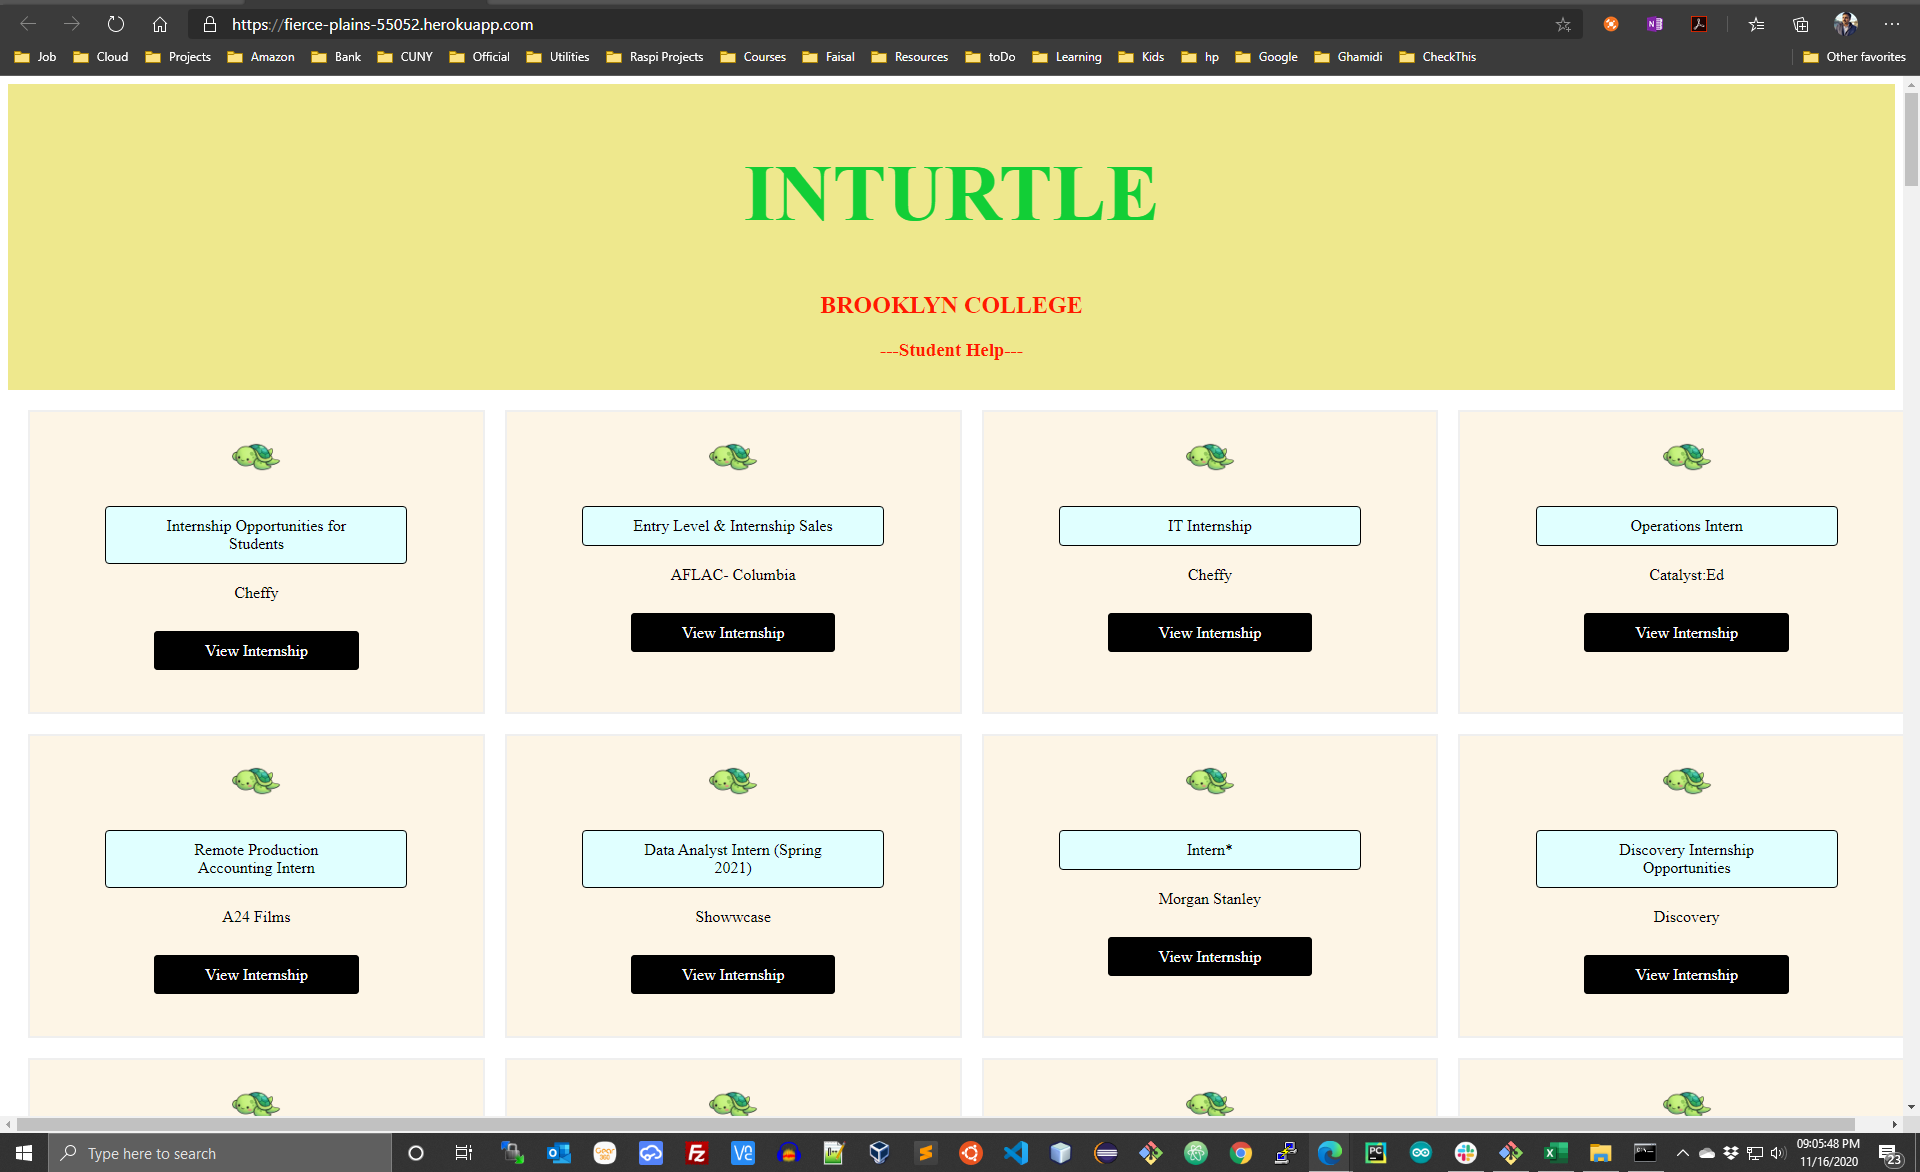 https://fierce-plains-55052.herokuapp.com
Job Cloud Projects Amazon Bank CUNY Official Utilities Raspi Projects Courses Faisal Resources toDo Learning Kids hp Google Ghamidi CheckThis Other favorites
INTURTLE
BROOKLYN COLLEGE
---Student Help---
Internship Opportunities for
Students
Cheffy
View Internship
Entry Level & Internship Sales
AFLAC- Columbia
View Internship
IT Internship
Cheffy
View Internship
Operations Intern
Catalyst:Ed
View Internship
Remote Production
Accounting Intern
A24 Films
View Internship
Data Analyst Intern (Spring
2021)
Showwcase
View Internship
Intern*
Morgan Stanley
View Internship
Discovery Internship
Opportunities
Discovery
View Internship
Type here to search
09:05:48 PM
11/16/2020
23